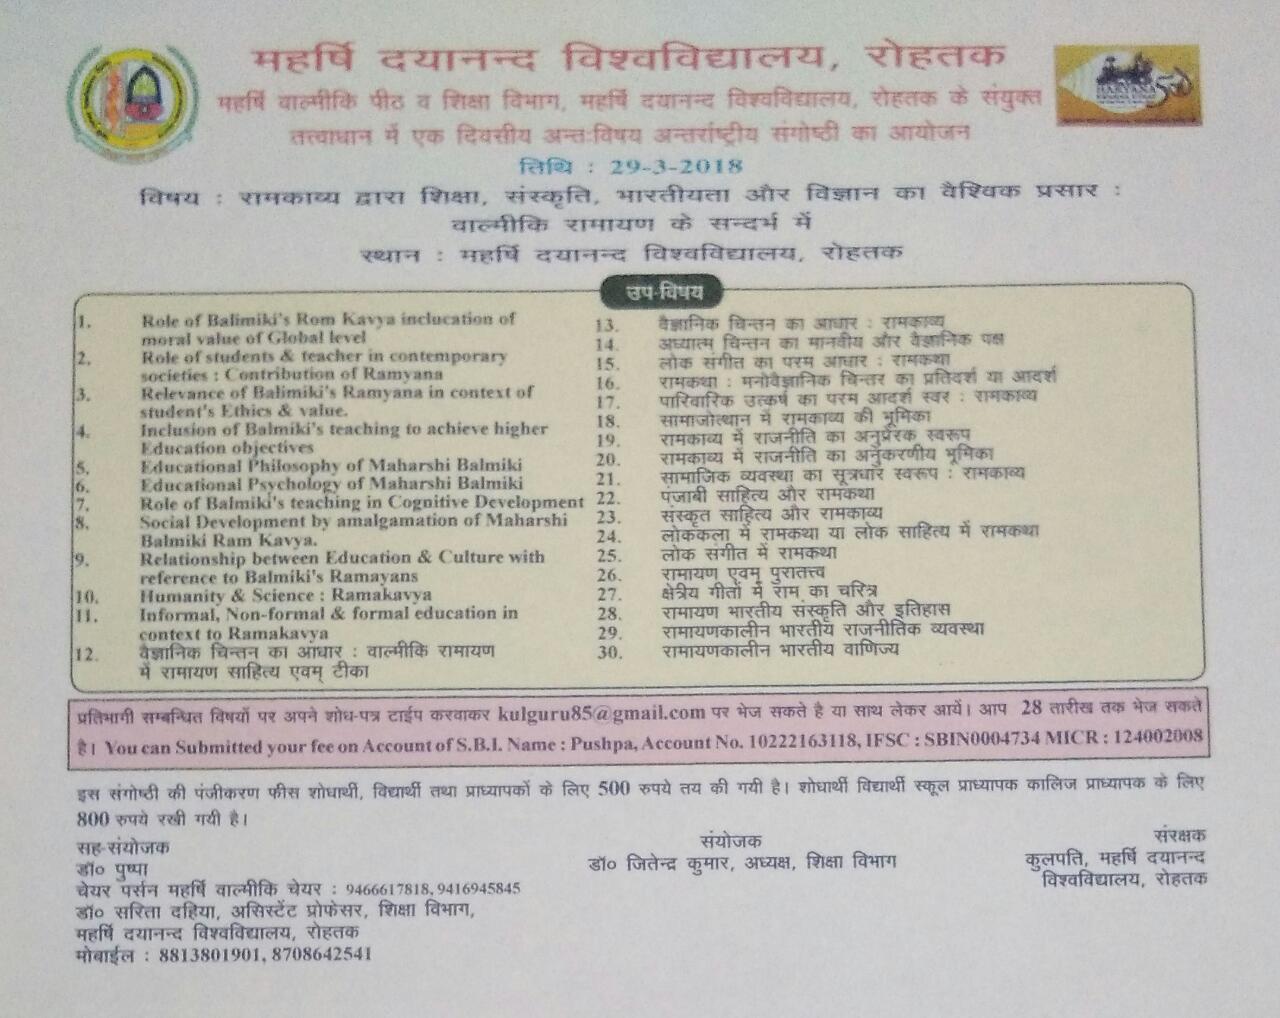 महर्षि दयानन्द विश्वविद्यालय, रोहतक
महर्षि वाल्मीकि पीठ व शिक्षा विभाग, महर्षि दयानन्द विश्वविद्यालय, रोहतक के संयुक्त
तत्त्वाधान में एक दिवसीय अन्तःविषय अन्तर्राष्ट्रीय संगोष्ठी का आयोजन
HARYANA
तिथि : 29-3-2018
विषय : रामकाव्य द्वारा शिक्षा, संस्कृति, भारतीयता और विज्ञान का वैश्विक प्रसार :
वाल्मीकि रामायण के सन्दर्भ में
स्थान : महर्षि दयानन्द विश्वविद्यालय, रोहतक
उप-विषय
1. Role of Balimiki's Rom Kavya inclucation of
moral value of Global level
2. Role of students & teacher in contemporary
societies : Contribution of Ramyana
3. Relevance of Balimiki's Ramyana in context of
student's Ethics & value.
4. Inclusion of Balmiki's teaching to achieve higher
Education objectives
5. Educational Philosophy of Maharshi Balmiki
6. Educational Psychology of Maharshi Balmiki
7. Role of Balmiki's teaching in Cognitive Development
8. Social Development by amalgamation of Maharshi
Balmiki Ram Kavya.
9. Relationship between Education & Culture with
reference to Balmiki's Ramayans
10. Humanity & Science : Ramakavya
11. Informal, Non-formal & formal education in
context to Ramakavya
12. वैज्ञानिक चिन्तन का आधार : वाल्मीकि रामायण
में रामायण साहित्य एवम् टीका
13. वैज्ञानिक चिन्तन का आधार : रामकाव्य
14. अध्यात्म चिन्तन का मानवीय और वैज्ञानिक पक्ष
15. लोक संगीत का परम आधार : रामकथा
16. रामकथा : मनोवैज्ञानिक चिन्तर का प्रतिदर्श या आदर्श
17. पारिवारिक उत्कर्ष का परम आदर्श स्वर : रामकाव्य
18. सामाजोत्थान में रामकाव्य की भूमिका
19. रामकाव्य में राजनीति का अनुप्रेरक स्वरूप
20. रामकाव्य में राजनीति का अनुकरणीय भूमिका
21. सामाजिक व्यवस्था का सूत्रधार स्वरूप : रामकाव्य
22. पंजाबी साहित्य और रामकथा
23. संस्कृत साहित्य और रामकाव्य
24. लोककला में रामकथा या लोक साहित्य में रामकथा
25. लोक संगीत में रामकथा
26. रामायण एवम् पुरातत्त्व
27. क्षेत्रीय गीतों में राम का चरित्र
28. रामायण भारतीय संस्कृति और इतिहास
29. रामायणकालीन भारतीय राजनीतिक व्यवस्था
30. रामायणकालीन भारतीय वाणिज्य
प्रतिभागी सम्बन्धित विषयों पर अपने शोध-पत्र टाईप करवाकर kulguru85@gmail.com पर भेज सकते है या साथ लेकर आयें। आप 28 तारीख तक भेज सकते
है। You can Submitted your fee on Account of S.B.I. Name : Pushpa, Account No. 10222163118, IFSC : SBIN0004734 MICR : 124002008
इस संगोष्ठी की पंजीकरण फीस शोधार्थी, विद्यार्थी तथा प्राध्यापकों के लिए 500 रुपये तय की गयी है। शोधार्थी विद्यार्थी स्कूल प्राध्यापक कालिज प्राध्यापक के लिए
800 रुपये रखी गयी है।
सह-संयोजक
डॉ० पुष्पा
चेयर पर्सन महर्षि वाल्मीकि चेयर : 9466617818, 9416945845
डॉ० सरिता दहिया, असिस्टेंट प्रोफेसर, शिक्षा विभाग,
महर्षि दयानन्द विश्वविद्यालय, रोहतक
मोबाईल : 8813801901, 8708642541
संयोजक
डॉ० जितेन्द्र कुमार, अध्यक्ष, शिक्षा विभाग
संरक्षक
कुलपति, महर्षि दयानन्द
विश्वविद्यालय, रोहतक